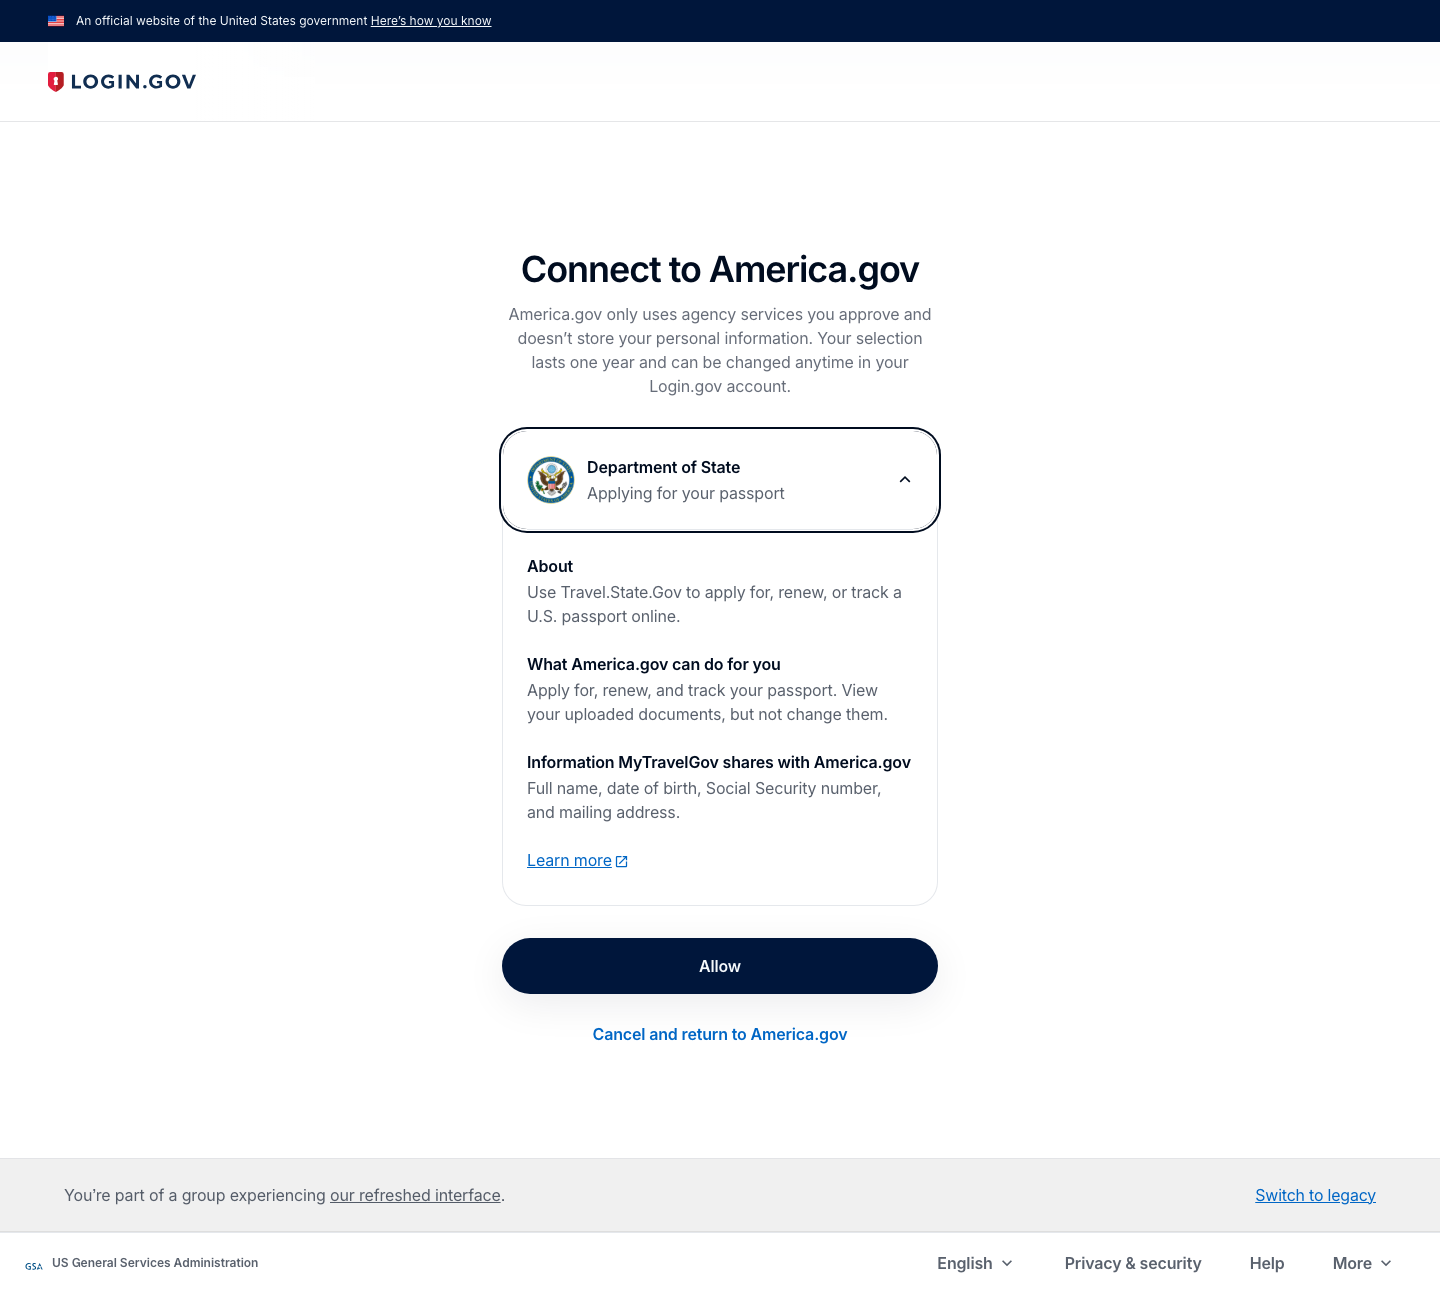 An official website of the United States government Here’s how you know
LOGIN.GOV
Connect to America.gov
America.gov only uses agency services you approve and
doesn’t store your personal information. Your selection
lasts one year and can be changed anytime in your
Login.gov account.
Department of State
Applying for your passport
About
Use Travel.State.Gov to apply for, renew, or track a
U.S. passport online.
What America.gov can do for you
Apply for, renew, and track your passport. View
your uploaded documents, but not change them.
Information MyTravelGov shares with America.gov
Full name, date of birth, Social Security number,
and mailing address.
Learn more
Allow
Cancel and return to America.gov
You’re part of a group experiencing our refreshed interface.
Switch to legacy
GSA
US General Services Administration
English
Privacy & security
Help
More